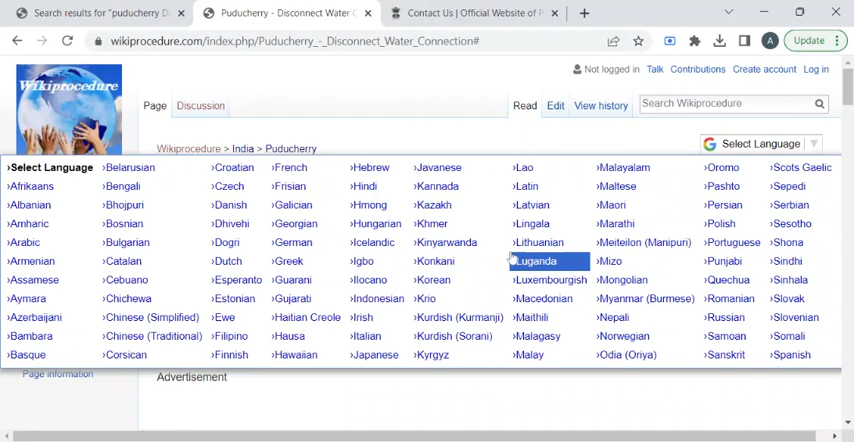 Search results for "puducherry D
Puducherry - Disconnect Water C
Contact Us | Official Website of P
A
Update
wikiprocedure.com/index.php/Puducherry_-_Disconnect_Water_Connection#
Wikiprocedure
Not logged in Talk Contributions Create account Log in
Page Discussion Read Edit View history Search Wikiprocedure
Wikiprocedure > India > Puducherry
G Select Language
›Select Language ›Belarusian ›Croatian ›French ›Hebrew ›Javanese ›Lao ›Malayalam ›Oromo ›Scots Gaelic
›Afrikaans ›Bengali ›Czech ›Frisian ›Hindi ›Kannada ›Latin ›Maltese ›Pashto ›Sepedi
›Albanian ›Bhojpuri ›Danish ›Galician ›Hmong ›Kazakh ›Latvian ›Maori ›Persian ›Serbian
›Amharic ›Bosnian ›Dhivehi ›Georgian ›Hungarian ›Khmer ›Lingala ›Marathi ›Polish ›Sesotho
›Arabic ›Bulgarian ›Dogri ›German ›Icelandic ›Kinyarwanda ›Lithuanian ›Meiteilon (Manipuri) ›Portuguese ›Shona
›Armenian ›Catalan ›Dutch ›Greek ›Igbo ›Konkani Luganda ›Mizo ›Punjabi ›Sindhi
›Assamese ›Cebuano ›Esperanto ›Guarani ›Ilocano ›Korean ›Luxembourgish ›Mongolian ›Quechua ›Sinhala
›Aymara ›Chichewa ›Estonian ›Gujarati ›Indonesian ›Krio ›Macedonian ›Myanmar (Burmese) ›Romanian ›Slovak
›Azerbaijani ›Chinese (Simplified) ›Ewe ›Haitian Creole ›Irish ›Kurdish (Kurmanji) ›Maithili ›Nepali ›Russian ›Slovenian
›Bambara ›Chinese (Traditional) ›Filipino ›Hausa ›Italian ›Kurdish (Sorani) ›Malagasy ›Norwegian ›Samoan ›Somali
›Basque ›Corsican ›Finnish ›Hawaiian ›Japanese ›Kyrgyz ›Malay ›Odia (Oriya) ›Sanskrit ›Spanish
Page information
Advertisement